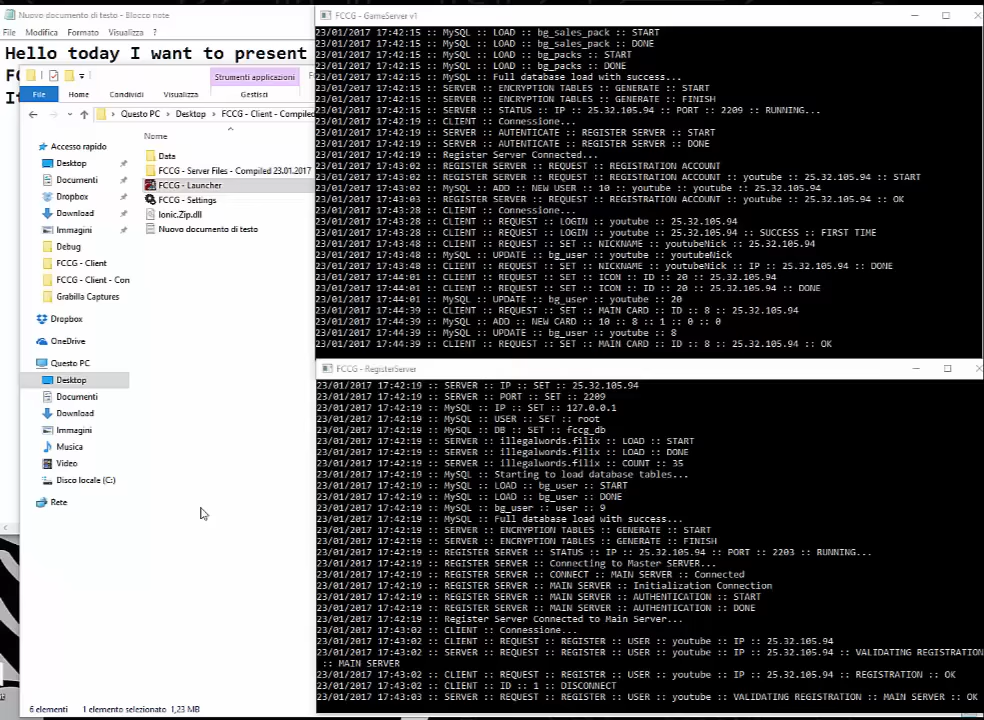 Nuovo documento di testo - Blocco note
File Modifica Formato Visualizza ?
Hello today I want to present
Strumenti applicazioni
File Home Condividi Visualizza Gestisci
Questo PC Desktop FCCG - Client - Compiled
Nome
Accesso rapido
Desktop
Documenti
Dropbox
Download
Immagini
Debug
FCCG - Client
FCCG - Client - Con
Grabilla Captures
Dropbox
OneDrive
Questo PC
Desktop
Documenti
Download
Immagini
Musica
Video
Disco locale (C:)
Rete
Data
FCCG - Server Files - Compiled 23.01.2017
FCCG - Launcher
FCCG - Settings
Ionic.Zip.dll
Nuovo documento di testo
6 elementi 1 elemento selezionato 1,23 MB
FCCG - GameServer v1
23/01/2017 17:42:15 :: MySQL :: LOAD :: bg_sales_pack :: START
23/01/2017 17:42:15 :: MySQL :: LOAD :: bg_sales_pack :: DONE
23/01/2017 17:42:15 :: MySQL :: LOAD :: bg_packs :: START
23/01/2017 17:42:15 :: MySQL :: LOAD :: bg_packs :: DONE
23/01/2017 17:42:15 :: MySQL :: Full database load with success...
23/01/2017 17:42:15 :: SERVER :: ENCRYPTION TABLES :: GENERATE :: START
23/01/2017 17:42:15 :: SERVER :: ENCRYPTION TABLES :: GENERATE :: FINISH
23/01/2017 17:42:15 :: SERVER :: STATUS :: IP :: 25.32.105.94 :: PORT :: 2209 :: RUNNING...
23/01/2017 17:42:19 :: CLIENT :: Connessione...
23/01/2017 17:42:19 :: SERVER :: AUTENTICATE :: REGISTER SERVER :: START
23/01/2017 17:42:19 :: SERVER :: AUTENTICATE :: REGISTER SERVER :: DONE
23/01/2017 17:42:19 :: Register Server Connected...
23/01/2017 17:43:02 :: REGISTER SERVER :: REQUEST :: REGISTRATION ACCOUNT
23/01/2017 17:43:02 :: REGISTER SERVER :: REQUEST :: REGISTRATION ACCOUNT :: youtube :: 25.32.105.94 :: START
23/01/2017 17:43:02 :: MySQL :: ADD :: NEW USER :: 10 :: youtube :: youtube :: 25.32.105.94
23/01/2017 17:43:03 :: REGISTER SERVER :: REQUEST :: REGISTRATION ACCOUNT :: youtube :: 25.32.105.94 :: OK
23/01/2017 17:43:28 :: CLIENT :: Connessione...
23/01/2017 17:43:28 :: CLIENT :: REQUEST :: LOGIN :: youtube :: 25.32.105.94
23/01/2017 17:43:28 :: CLIENT :: REQUEST :: LOGIN :: youtube :: 25.32.105.94 :: SUCCESS :: FIRST TIME
23/01/2017 17:43:48 :: CLIENT :: REQUEST :: SET :: NICKNAME :: youtubeNick :: 25.32.105.94
23/01/2017 17:43:48 :: MySQL :: UPDATE :: bg_user :: youtube :: youtubeNick
23/01/2017 17:43:48 :: CLIENT :: REQUEST :: SET :: NICKNAME :: youtubeNick :: IP :: 25.32.105.94 :: DONE
23/01/2017 17:44:01 :: CLIENT :: REQUEST :: SET :: ICON :: ID :: 20 :: 25.32.105.94
23/01/2017 17:44:01 :: CLIENT :: REQUEST :: SET :: ICON :: ID :: 20 :: 25.32.105.94 :: DONE
23/01/2017 17:44:01 :: MySQL :: UPDATE :: bg_user :: youtube :: 20
23/01/2017 17:44:39 :: CLIENT :: REQUEST :: SET :: MAIN CARD :: ID :: 8 :: 25.32.105.94
23/01/2017 17:44:39 :: MySQL :: ADD :: NEW CARD :: 10 :: 8 :: 1 :: 0 :: 0
23/01/2017 17:44:39 :: MySQL :: UPDATE :: bg_user :: youtube :: 8
23/01/2017 17:44:39 :: CLIENT :: REQUEST :: SET :: MAIN CARD :: ID :: 8 :: 25.32.105.94 :: OK
FCCG - RegisterServer
23/01/2017 17:42:19 :: SERVER :: IP :: SET :: 25.32.105.94
23/01/2017 17:42:19 :: SERVER :: PORT :: SET :: 2209
23/01/2017 17:42:19 :: MySQL :: IP :: SET :: 127.0.0.1
23/01/2017 17:42:19 :: MySQL :: USER :: SET :: root
23/01/2017 17:42:19 :: MySQL :: DB :: SET :: fccg_db
23/01/2017 17:42:19 :: SERVER :: illegalwords.filix :: LOAD :: START
23/01/2017 17:42:19 :: SERVER :: illegalwords.filix :: LOAD :: DONE
23/01/2017 17:42:19 :: SERVER :: illegalwords.filix :: COUNT :: 35
23/01/2017 17:42:19 :: MySQL :: Starting to load database tables...
23/01/2017 17:42:19 :: MySQL :: LOAD :: bg_user :: START
23/01/2017 17:42:19 :: MySQL :: LOAD :: bg_user :: DONE
23/01/2017 17:42:19 :: MySQL :: bg_user :: user :: 9
23/01/2017 17:42:19 :: MySQL :: Full database load with success...
23/01/2017 17:42:19 :: SERVER :: ENCRYPTION TABLES :: GENERATE :: START
23/01/2017 17:42:19 :: SERVER :: ENCRYPTION TABLES :: GENERATE :: FINISH
23/01/2017 17:42:19 :: REGISTER SERVER :: STATUS :: IP :: 25.32.105.94 :: PORT :: 2203 :: RUNNING...
23/01/2017 17:42:19 :: REGISTER SERVER :: Connecting to Master SERVER...
23/01/2017 17:42:19 :: REGISTER SERVER :: CONNECT :: MAIN SERVER :: Connected
23/01/2017 17:42:19 :: REGISTER SERVER :: MAIN SERVER :: Initialization Connection
23/01/2017 17:42:19 :: REGISTER SERVER :: MAIN SERVER :: AUTHENTICATION :: START
23/01/2017 17:42:19 :: REGISTER SERVER :: MAIN SERVER :: AUTHENTICATION :: DONE
23/01/2017 17:42:19 :: Register Server Connected to Main Server...
23/01/2017 17:43:02 :: CLIENT :: Connessione...
23/01/2017 17:43:02 :: CLIENT :: REQUEST :: REGISTER :: USER :: youtube :: IP :: 25.32.105.94
23/01/2017 17:43:02 :: CLIENT :: REQUEST :: REGISTER :: USER :: youtube :: IP :: 25.32.105.94 :: VALIDATING REGISTRATION
:: MAIN SERVER
23/01/2017 17:43:02 :: CLIENT :: REQUEST :: REGISTER :: USER :: youtube :: IP :: 25.32.105.94 :: REGISTRATION :: OK
23/01/2017 17:43:02 :: CLIENT :: ID :: 1 :: DISCONNECT
23/01/2017 17:43:03 :: SERVER :: REQUEST :: REGISTER :: USER :: youtube :: VALIDATING REGISTRATION :: MAIN SERVER :: OK